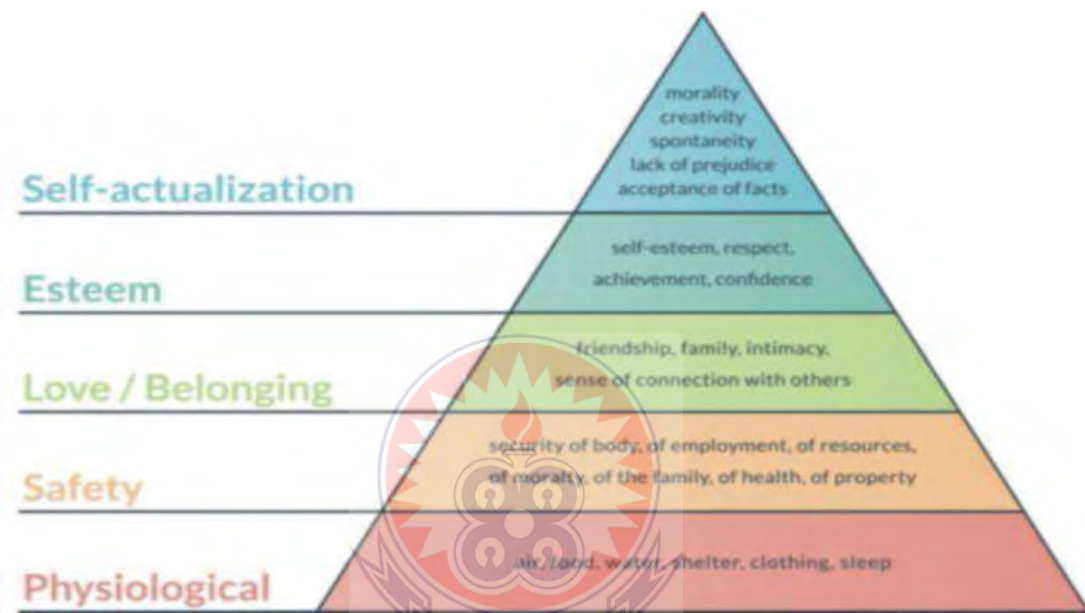 morality
creativity
spontaneity
lack of prejudice
acceptance of facts
Self-actualization
self-esteem, respect,
achievement, confidence
Esteem
friendship, family, intimacy,
sense of connection with others
Love / Belonging
security of body, of employment, of resources,
of moralty, of the family, of health, of property
Safety
air, food, water, shelter, clothing, sleep
Physiological